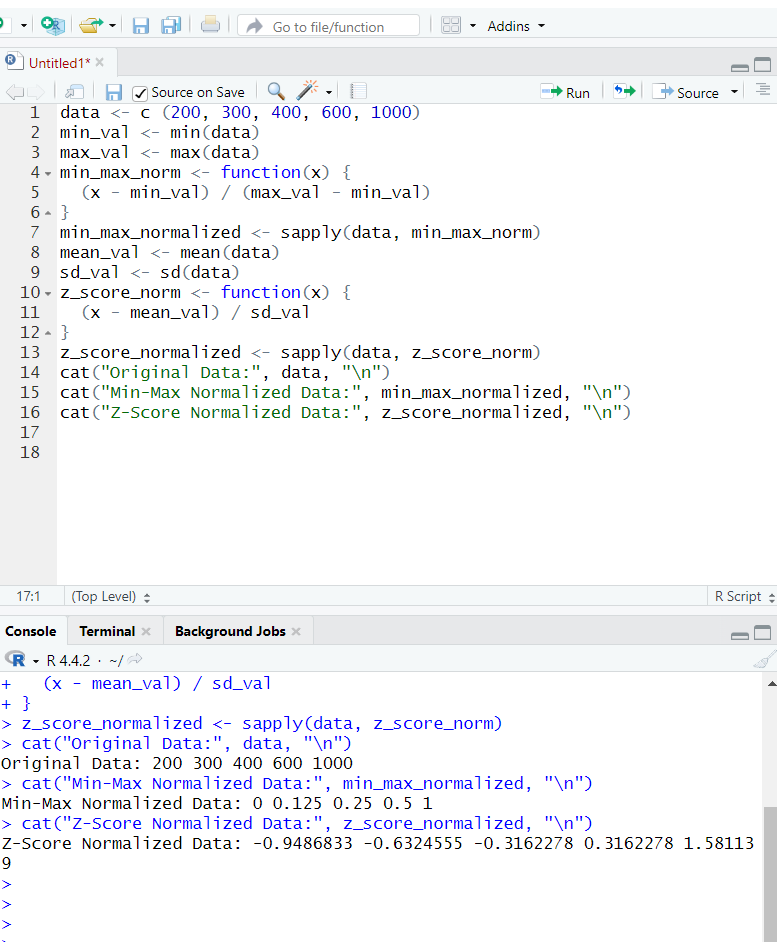 Go to file/function Addins
Untitled1*
Source on Save Run Source
1 data <- c (200, 300, 400, 600, 1000)
2 min_val <- min(data)
3 max_val <- max(data)
4 min_max_norm <- function(x) {
5   (x - min_val) / (max_val - min_val)
6 }
7 min_max_normalized <- sapply(data, min_max_norm)
8 mean_val <- mean(data)
9 sd_val <- sd(data)
10 z_score_norm <- function(x) {
11   (x - mean_val) / sd_val
12 }
13 z_score_normalized <- sapply(data, z_score_norm)
14 cat("Original Data:", data, "\n")
15 cat("Min-Max Normalized Data:", min_max_normalized, "\n")
16 cat("Z-Score Normalized Data:", z_score_normalized, "\n")
17
18
17:1 (Top Level) R Script
Console Terminal Background Jobs
R R 4.4.2 · ~/
+   (x - mean_val) / sd_val
+ }
> z_score_normalized <- sapply(data, z_score_norm)
> cat("Original Data:", data, "\n")
Original Data: 200 300 400 600 1000
> cat("Min-Max Normalized Data:", min_max_normalized, "\n")
Min-Max Normalized Data: 0 0.125 0.25 0.5 1
> cat("Z-Score Normalized Data:", z_score_normalized, "\n")
Z-Score Normalized Data: -0.9486833 -0.6324555 -0.3162278 0.3162278 1.58113
9
>
>
>